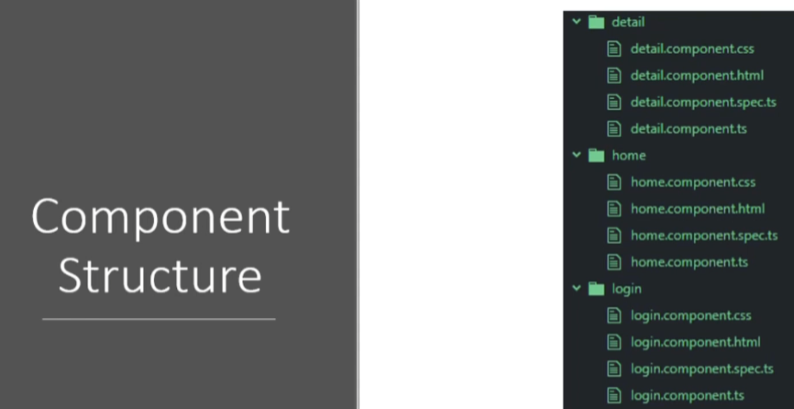 Component
Structure
detail
detail.component.css
detail.component.html
detail.component.spec.ts
detail.component.ts
home
home.component.css
home.component.html
home.component.spec.ts
home.component.ts
login
login.component.css
login.component.html
login.component.spec.ts
login.component.ts